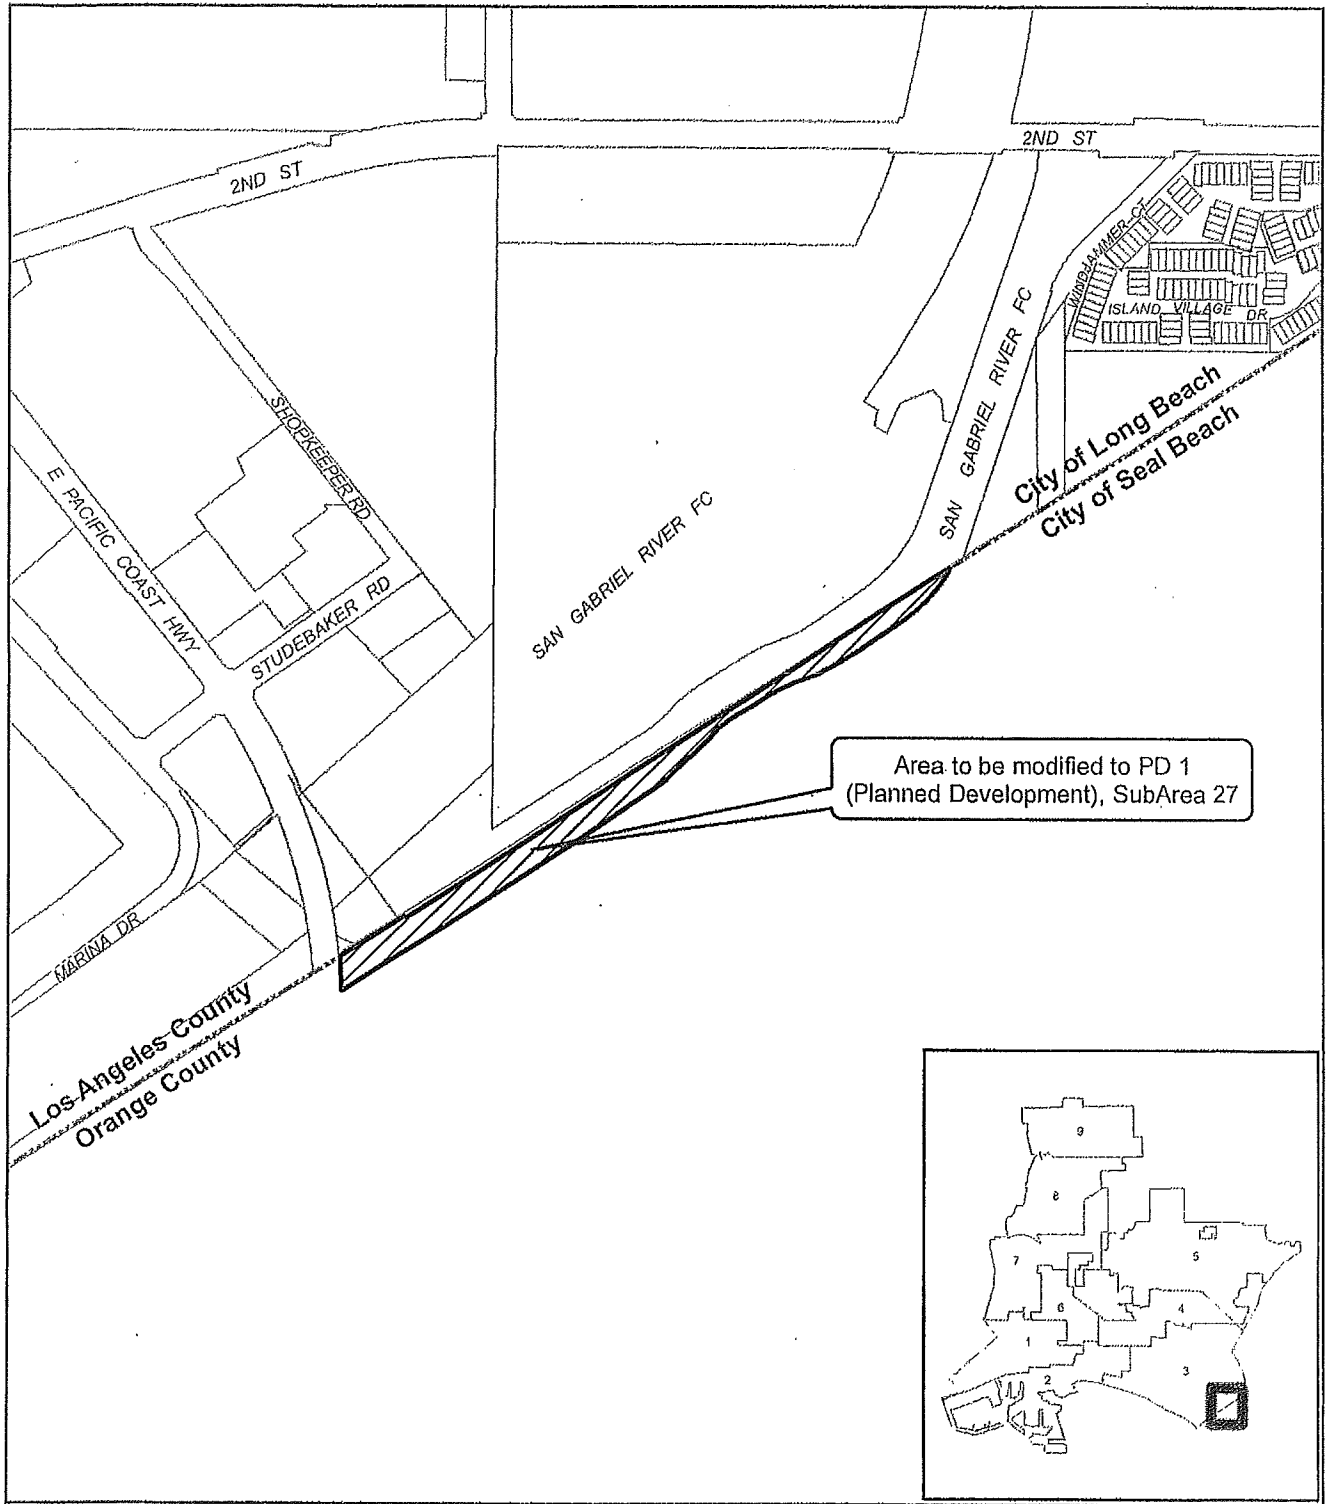 2ND ST
2ND ST
WINDJAMMER CT
ISLAND VILLAGE DR
SAN GABRIEL RIVER FC
SHOPKEEPER RD
E PACIFIC COAST HWY
City of Long Beach
City of Seal Beach
SAN GABRIEL RIVER FC
STUDEBAKER RD
Area to be modified to PD 1
(Planned Development), SubArea 27
MARINA DR
Los Angeles County
Orange County
9
8
7
5
6
4
1
3
2